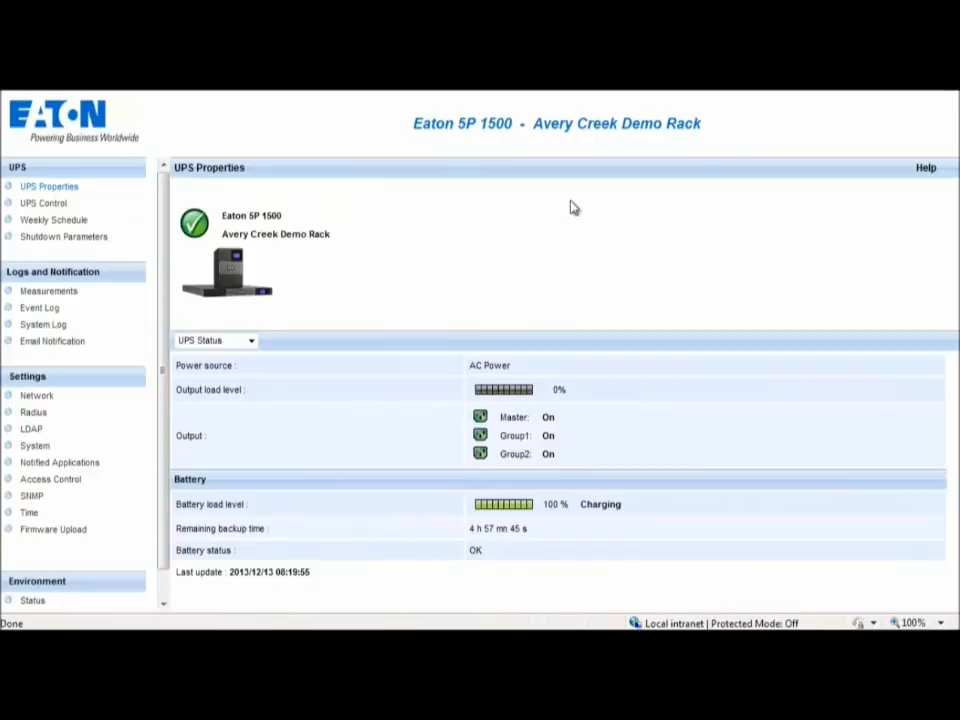 EATON
Powering Business Worldwide
Eaton 5P 1500 - Avery Creek Demo Rack
UPS
UPS Properties
UPS Control
Weekly Schedule
Shutdown Parameters
Logs and Notification
Measurements
Event Log
System Log
Email Notification
Settings
Network
Radius
LDAP
System
Notified Applications
Access Control
SNMP
Time
Firmware Upload
Environment
Status
UPS Properties Help
Eaton 5P 1500
Avery Creek Demo Rack
UPS Status
Power source : AC Power
Output load level : 0%
Output : Master: On
Group1: On
Group2: On
Battery
Battery load level : 100 % Charging
Remaining backup time : 4 h 57 mn 45 s
Battery status : OK
Last update : 2013/12/13 08:19:55
Done Local intranet | Protected Mode: Off 100%